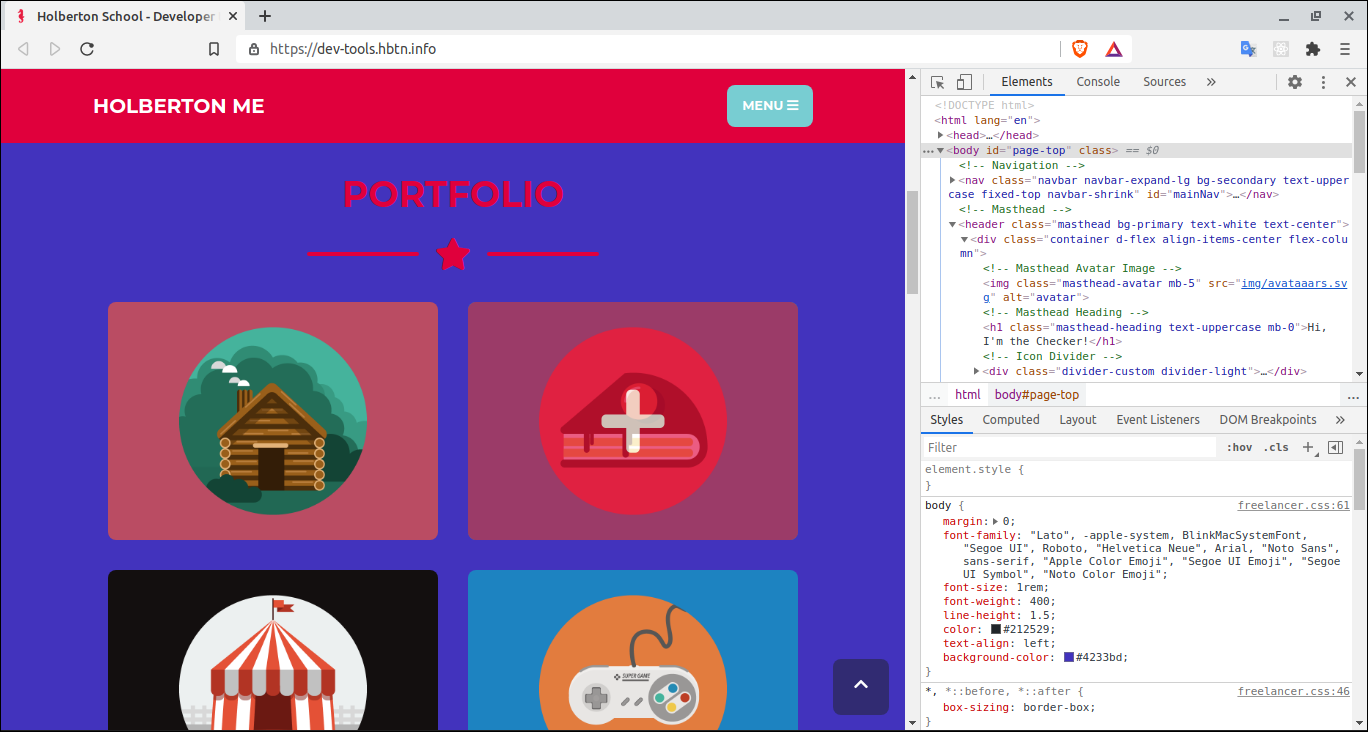 Holberton School - Developer
https://dev-tools.hbtn.info
HOLBERTON ME
MENU
PORTFOLIO
SUPER GAME
Elements Console Sources »
<!DOCTYPE html>
<html lang="en">
<head>…</head>
… <body id="page-top" class> == $0
<!-- Navigation -->
<nav class="navbar navbar-expand-lg bg-secondary text-upper
case fixed-top navbar-shrink" id="mainNav">…</nav>
<!-- Masthead -->
<header class="masthead bg-primary text-white text-center">
<div class="container d-flex align-items-center flex-colu
mn">
<!-- Masthead Avatar Image -->
<img class="masthead-avatar mb-5" src="img/avataaars.sv
g" alt="avatar">
<!-- Masthead Heading -->
<h1 class="masthead-heading text-uppercase mb-0">Hi,
I'm the Checker!</h1>
<!-- Icon Divider -->
<div class="divider-custom divider-light">…</div>
… html body#page-top …
Styles Computed Layout Event Listeners DOM Breakpoints »
Filter :hov .cls +
element.style {
}
body { freelancer.css:61
margin: 0;
font-family: "Lato", -apple-system, BlinkMacSystemFont,
"Segoe UI", Roboto, "Helvetica Neue", Arial, "Noto Sans",
sans-serif, "Apple Color Emoji", "Segoe UI Emoji", "Segoe
UI Symbol", "Noto Color Emoji";
font-size: 1rem;
font-weight: 400;
line-height: 1.5;
color: #212529;
text-align: left;
background-color: #4233bd;
}
*, *::before, *::after { freelancer.css:46
box-sizing: border-box;
}